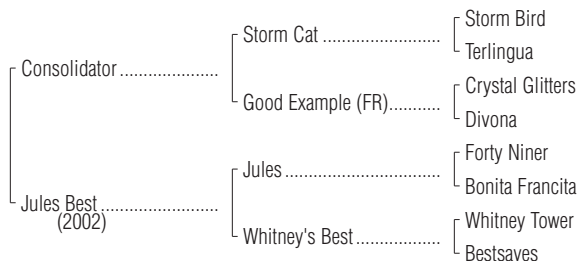 Storm Bird
Storm Cat ........................
Terlingua
Consolidator ....................
Crystal Glitters
Good Example (FR)...........
Divona
Forty Niner
Jules ................................
Bonita Francita
Jules Best ........................
(2002)
Whitney Tower
Whitney's Best .................
Bestsaves